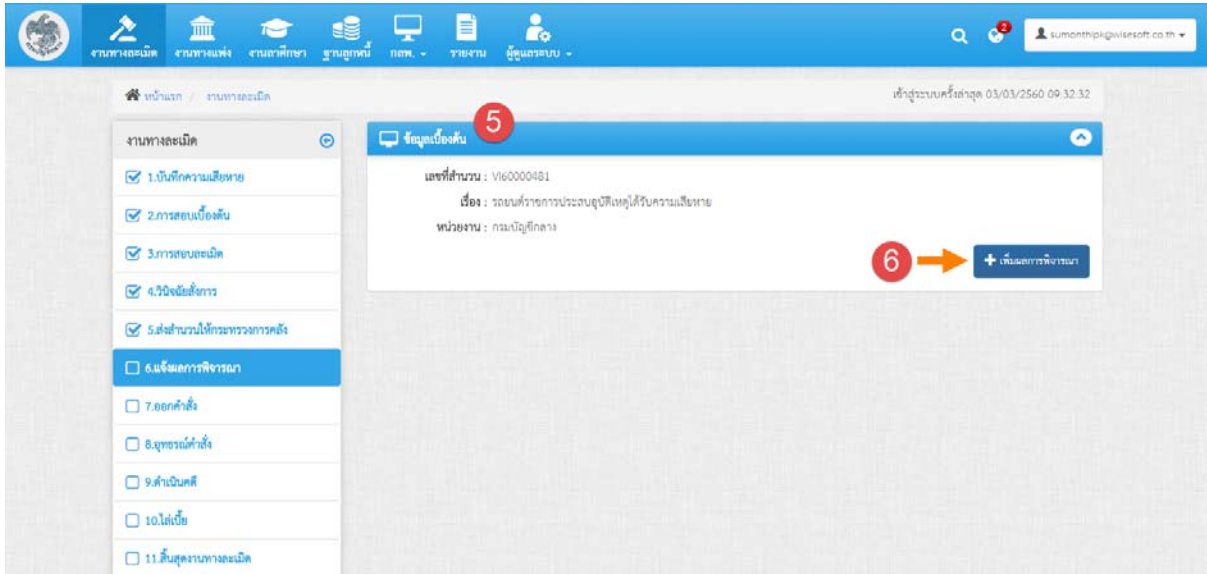 งานทางละเมิด งานทางแพ่ง งานอาศึกษา ฐานลูกหนี้ กลพ. รายงาน ผู้ดูแลระบบ 2 sumonthipk@wisesoft.co.th
หน้าแรก / งานทางละเมิด เข้าสู่ระบบครั้งล่าสุด 03/03/2560 09:32:32
งานทางละเมิด
ข้อมูลเบื้องต้น 5
1.บันทึกความเสียหาย
เลขที่สำนวน : VI60000481
2.การสอบเบื้องต้น
เรื่อง : รถยนต์ราชการประสบอุบัติเหตุได้รับความเสียหาย
หน่วยงาน : กรมบัญชีกลาง
3.การสอบละเมิด
6 เพิ่มผลการพิจารณา
4.วินิจฉัยสั่งการ
5.ส่งสำนวนให้กระทรวงการคลัง
6.แจ้งผลการพิจารณา
7.ออกคำสั่ง
8.อุทธรณ์คำสั่ง
9.ดำเนินคดี
10.ไล่เบี้ย
11.สิ้นสุดงานทางละเมิด